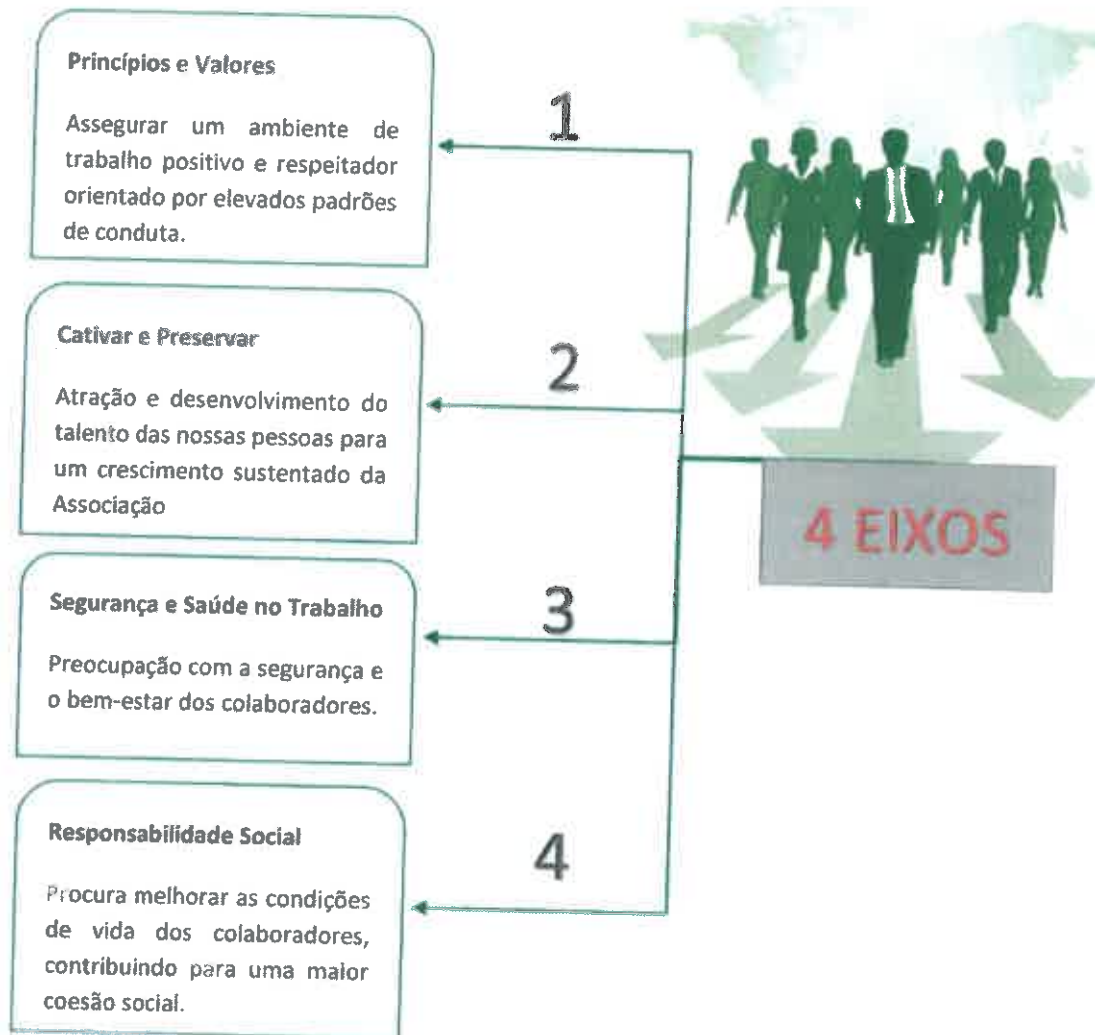 Princípios e Valores
Assegurar um ambiente de
trabalho positivo e respeitador
orientado por elevados padrões
de conduta.
1
Cativar e Preservar
Atração e desenvolvimento do
talento das nossas pessoas para
um crescimento sustentado da
Associação
2
4 EIXOS
Segurança e Saúde no Trabalho
Preocupação com a segurança e
o bem-estar dos colaboradores.
3
Responsabilidade Social
Procura melhorar as condições
de vida dos colaboradores,
contribuindo para uma maior
coesão social.
4